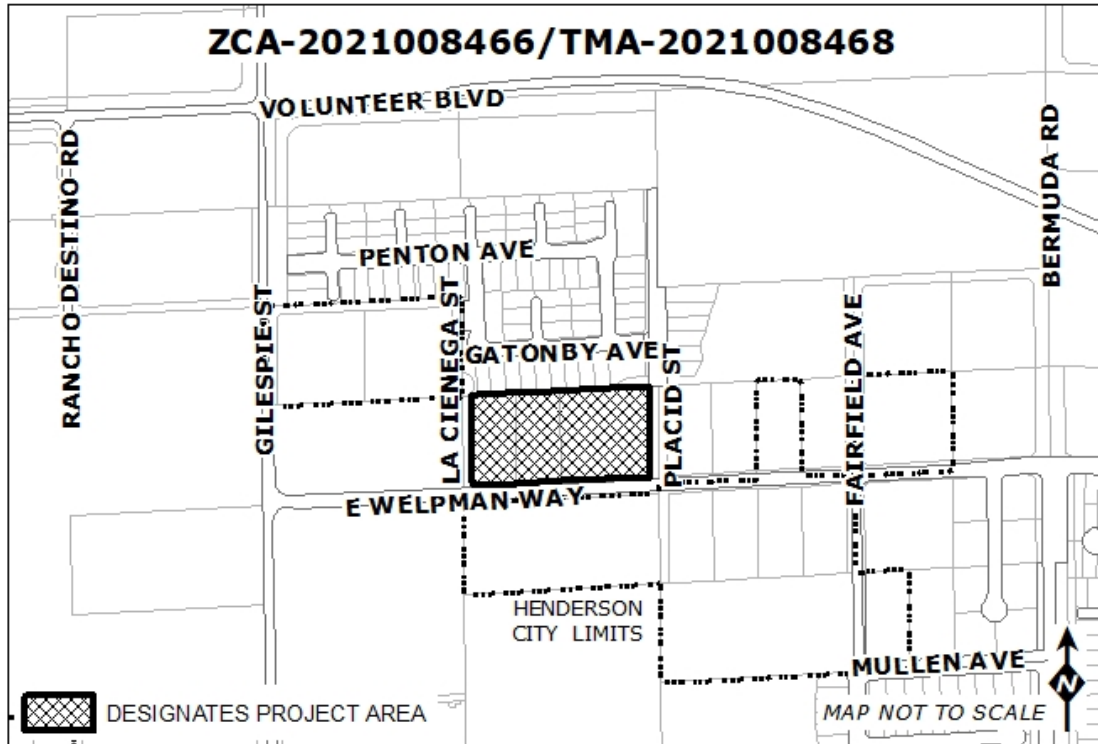 ZCA-2021008466/TMA-2021008468
VOLUNTEER BLVD
RANCHO DESTINO RD
BERMUDA RD
PENTON AVE
GILESPIE ST
LA CIENEGA ST
GATONBY AVE
PLACID ST
FAIRFIELD AVE
E WELPMAN WAY
HENDERSON
CITY LIMITS
MULLEN AVE
N
DESIGNATES PROJECT AREA
MAP NOT TO SCALE